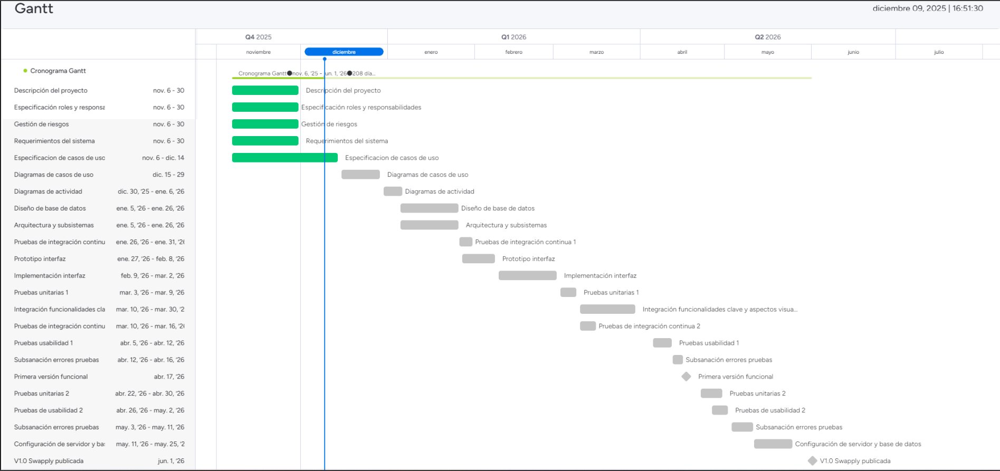 Gantt
diciembre 09, 2025 | 16:51:30
Q4 2025
Q1 2026
Q2 2026
noviembre
diciembre
enero
febrero
marzo
abril
mayo
junio
julio
Cronograma Gantt
Cronograma Gantt●nov. 6, '25 - jun. 1, '26●208 día...
Descripción del proyecto nov. 6 - 30 Descripción del proyecto
Especificación roles y responsa nov. 6 - 30 Especificación roles y responsabilidades
Gestión de riesgos nov. 6 - 30 Gestión de riesgos
Requerimientos del sistema nov. 6 - 30 Requerimientos del sistema
Especificacion de casos de uso nov. 6 - dic. 14 Especificacion de casos de uso
Diagramas de casos de uso dic. 15 - 29 Diagramas de casos de uso
Diagramas de actividad dic. 30, '25 - ene. 6, '26 Diagramas de actividad
Diseño de base de datos ene. 5, '26 - ene. 26, '26 Diseño de base de datos
Arquitectura y subsistemas ene. 5, '26 - ene. 26, '26 Arquitectura y subsistemas
Pruebas de integración continu ene. 26, '26 - ene. 31, '26 Pruebas de integración continua 1
Prototipo interfaz ene. 27, '26 - feb. 8, '26 Prototipo interfaz
Implementación interfaz feb. 9, '26 - mar. 2, '26 Implementación interfaz
Pruebas unitarias 1 mar. 3, '26 - mar. 9, '26 Pruebas unitarias 1
Integración funcionalidades cla mar. 10, '26 - mar. 30, '2 Integración funcionalidades clave y aspectos visua...
Pruebas de integración continu mar. 10, '26 - mar. 16, '26 Pruebas de integración continua 2
Pruebas usabilidad 1 abr. 5, '26 - abr. 12, '26 Pruebas usabilidad 1
Subsanación errores pruebas abr. 12, '26 - abr. 16, '26 Subsanación errores pruebas
Primera versión funcional abr. 17, '26 Primera versión funcional
Pruebas unitarias 2 abr. 22, '26 - abr. 30, '26 Pruebas unitarias 2
Pruebas de usabilidad 2 abr. 26, '26 - may. 2, '26 Pruebas de usabilidad 2
Subsanación errores pruebas may. 3, '26 - may. 11, '26 Subsanación errores pruebas
Configuración de servidor y bas may. 11, '26 - may. 25, '2 Configuración de servidor y base de datos
V1.0 Swapply publicada jun. 1, '26 V1.0 Swapply publicada